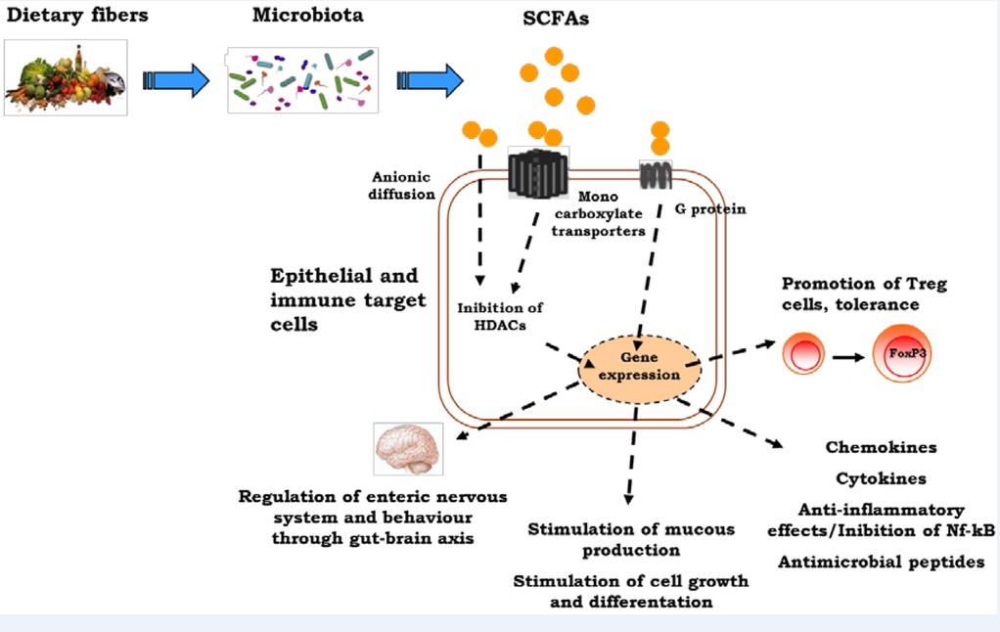 Dietary fibers
Microbiota
SCFAs
Anionic
diffusion
Mono
carboxylate
transporters
G protein
Epithelial and
immune target
cells
Inibition of
HDACs
Gene
expression
Promotion of Treg
cells, tolerance
FoxP3
Regulation of enteric nervous
system and behaviour
through gut-brain axis
Stimulation of mucous
production
Stimulation of cell growth
and differentation
Chemokines
Cytokines
Anti-inflammatory
effects/Inibition of Nf-kB
Antimicrobial peptides